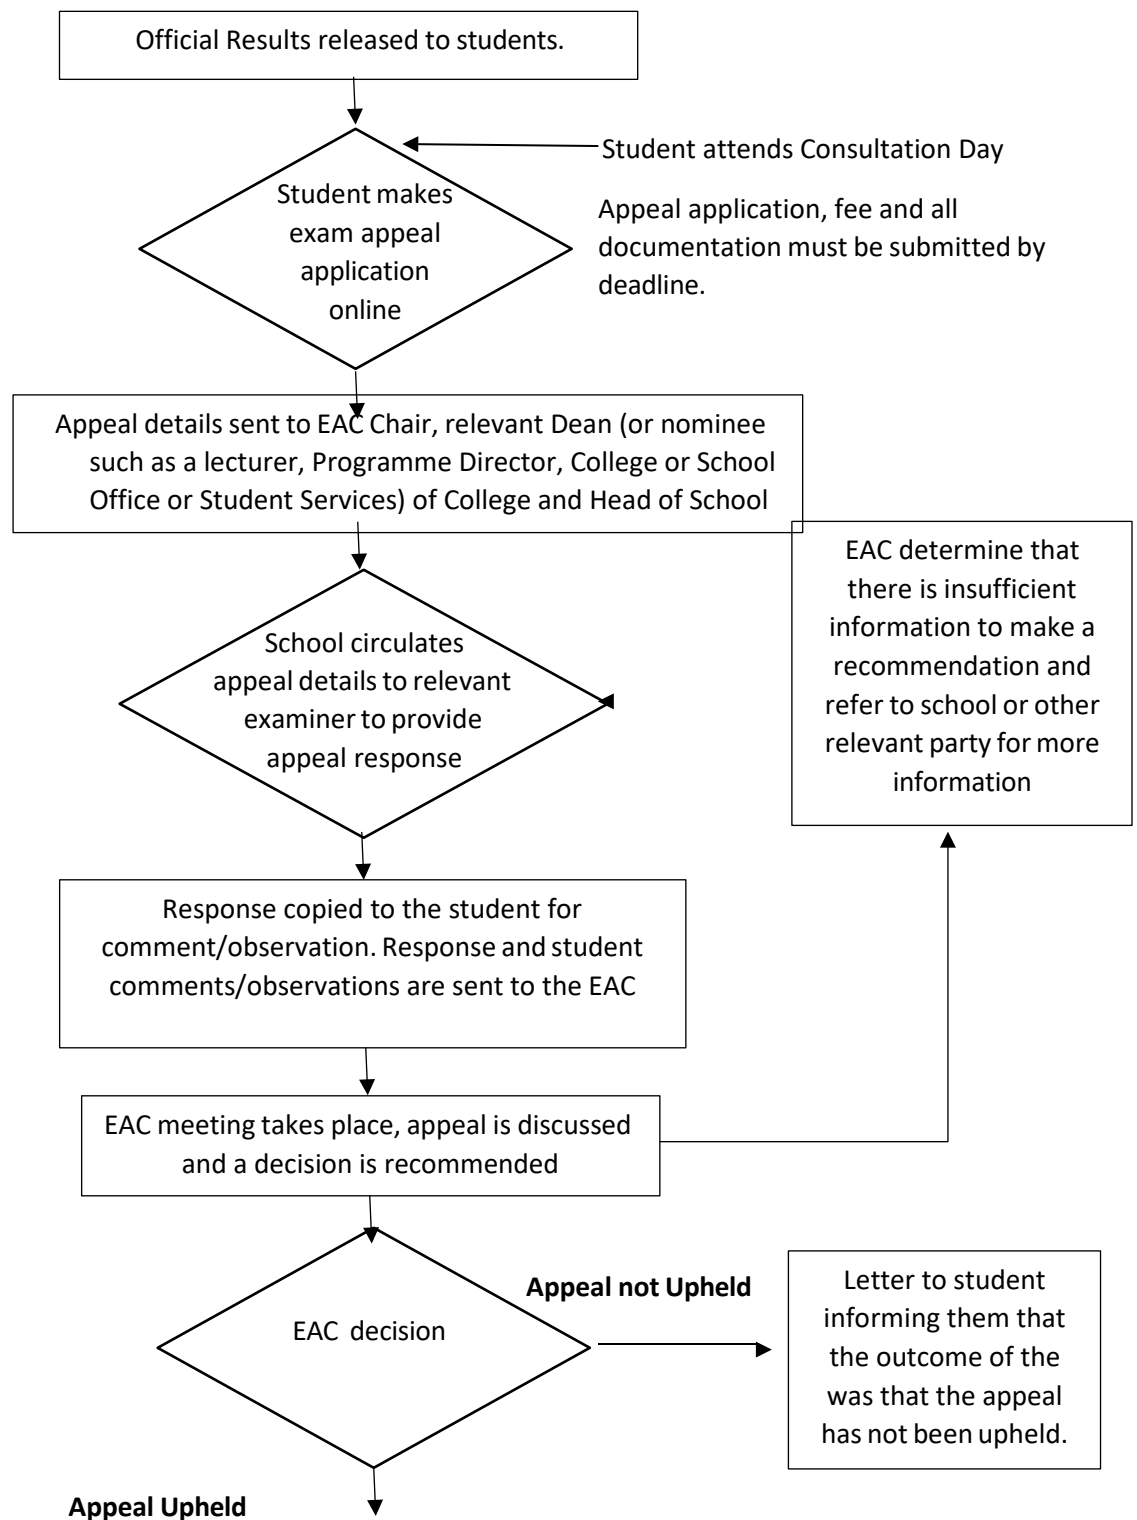 Official Results released to students.
Student attends Consultation Day
Student makes
exam appeal
application
online
Appeal application, fee and all
documentation must be submitted by
deadline.
Appeal details sent to EAC Chair, relevant Dean (or nominee
such as a lecturer, Programme Director, College or School
Office or Student Services) of College and Head of School
EAC determine that
there is insufficient
information to make a
recommendation and
refer to school or other
relevant party for more
information
School circulates
appeal details to relevant
examiner to provide
appeal response
Response copied to the student for
comment/observation. Response and student
comments/observations are sent to the EAC
EAC meeting takes place, appeal is discussed
and a decision is recommended
EAC decision
Appeal not Upheld
Letter to student
informing them that
the outcome of the
was that the appeal
has not been upheld.
Appeal Upheld